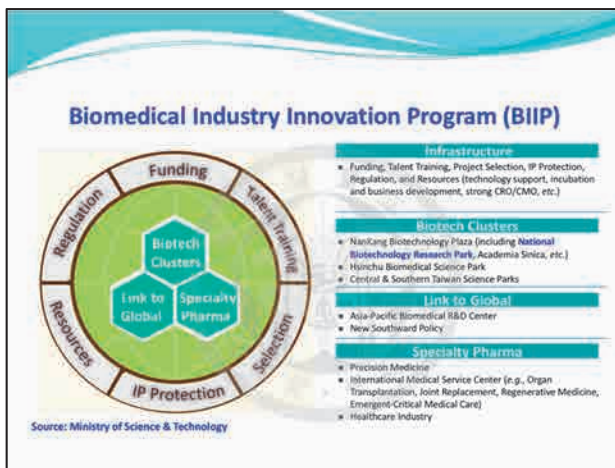 Biomedical Industry Innovation Program (BIIP)
Funding
Talent Training
Selection
IP Protection
Resources
Regulation
Biotech
Clusters
Link to
Global
Specialty
Pharma
Source: Ministry of Science & Technology
Infrastructure
Funding, Talent Training, Project Selection, IP Protection,
Regulation, and Resources (technology support, incubation
and business development, strong CRO/CMO, etc.)
Biotech Clusters
NanKang Biotechnology Plaza (including National
Biotechnology Research Park, Academia Sinica, etc.)
Hsinchu Biomedical Science Park
Central & Southern Taiwan Science Parks
Link to Global
Asia-Pacific Biomedical R&D Center
New Southward Policy
Specialty Pharma
Precision Medicine
International Medical Service Center (e.g., Organ
Transplantation, Joint Replacement, Regenerative Medicine,
Emergent-Critical Medical Care)
Healthcare Industry